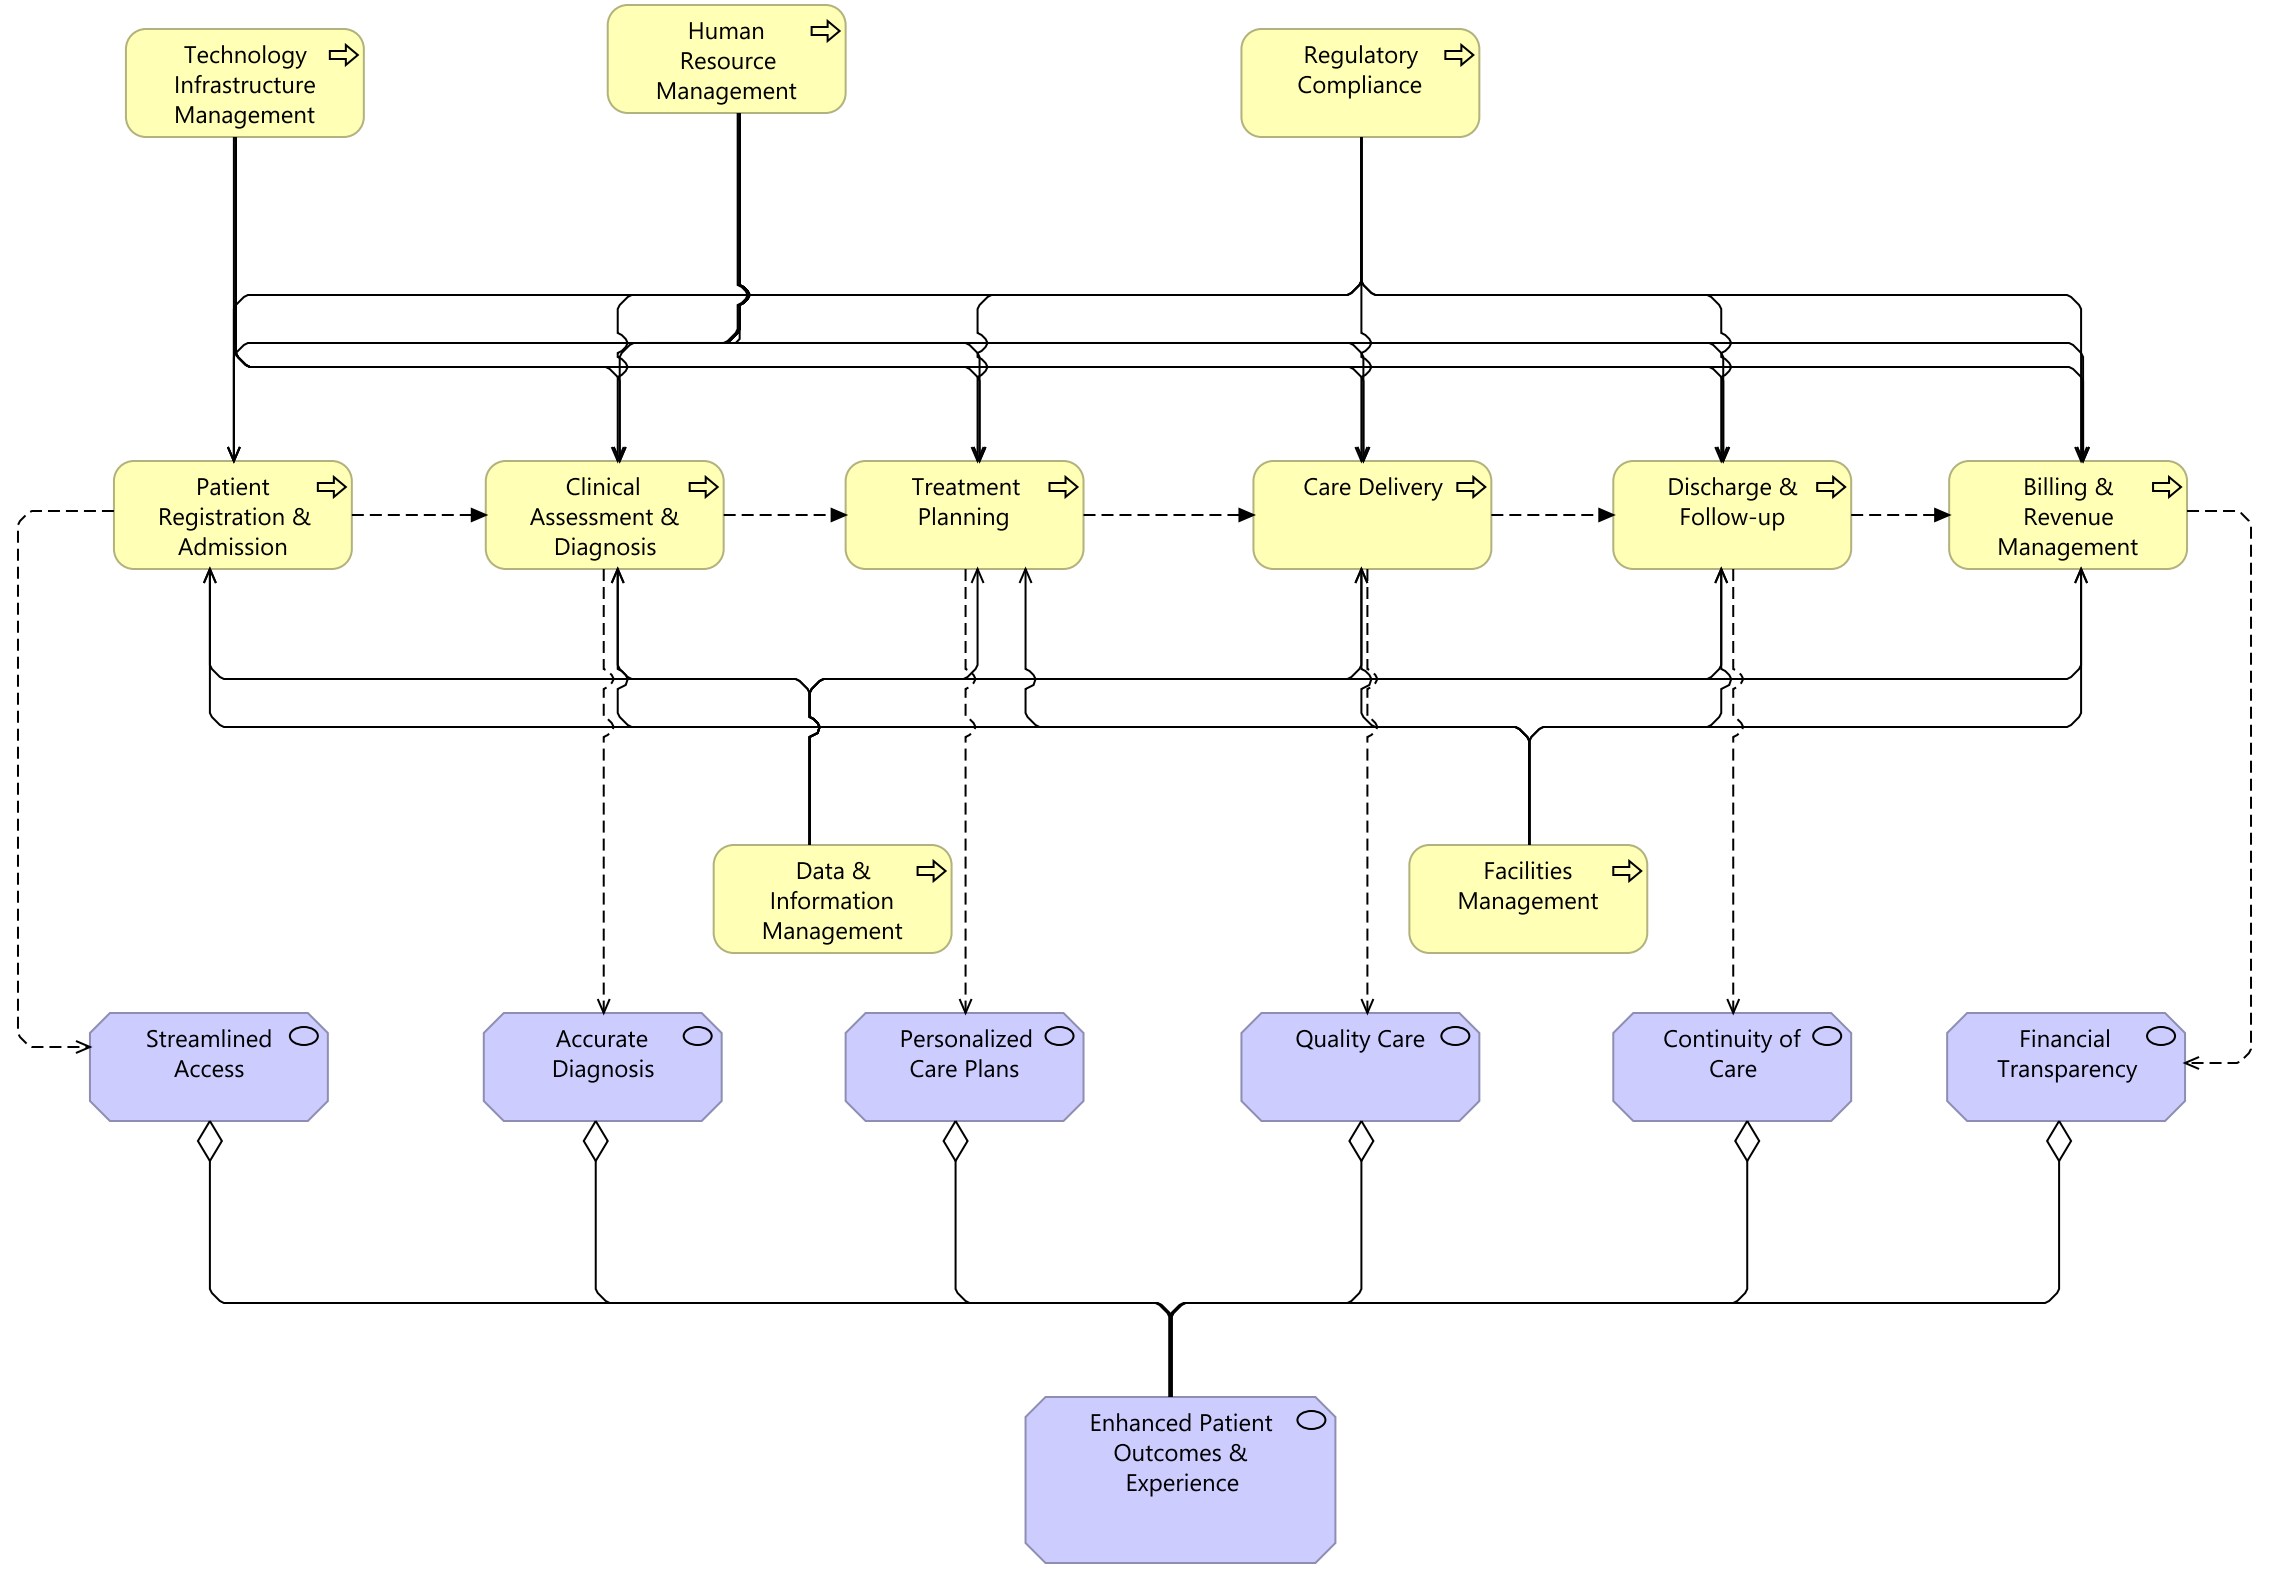 Technology
Infrastructure
Management
Human
Resource
Management
Regulatory
Compliance
Patient
Registration &
Admission
Clinical
Assessment &
Diagnosis
Treatment
Planning
Care Delivery
Discharge &
Follow-up
Billing &
Revenue
Management
Data &
Information
Management
Facilities
Management
Streamlined
Access
Accurate
Diagnosis
Personalized
Care Plans
Quality Care
Continuity of
Care
Financial
Transparency
Enhanced Patient
Outcomes &
Experience